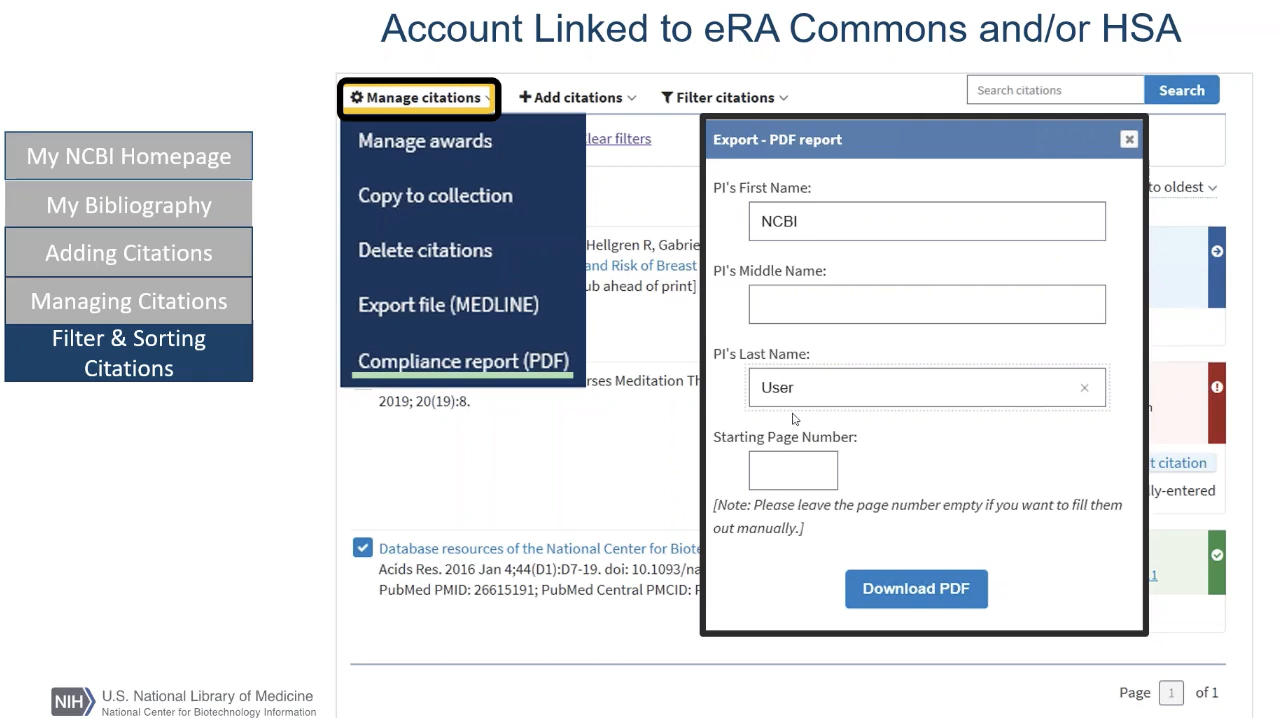 Account Linked to eRA Commons and/or HSA
My NCBI Homepage
My Bibliography
Adding Citations
Managing Citations
Filter & Sorting
Citations
Manage citations
Add citations
Filter citations
Search citations
Search
Manage awards
Copy to collection
Delete citations
Export file (MEDLINE)
Compliance report (PDF)
lear filters
to oldest
Hellgren R, Gabrie
and Risk of Breast
ub ahead of print]
rses Meditation Th
2019; 20(19):8.
t citation
lly-entered
Database resources of the National Center for Biote
Acids Res. 2016 Jan 4;44(D1):D7-19. doi: 10.1093/na
PubMed PMID: 26615191; PubMed Central PMCID: P
Export - PDF report
PI's First Name:
NCBI
PI's Middle Name:
PI's Last Name:
User
Starting Page Number:
[Note: Please leave the page number empty if you want to fill them
out manually.]
Download PDF
Page 1 of 1
NIH
U.S. National Library of Medicine
National Center for Biotechnology Information